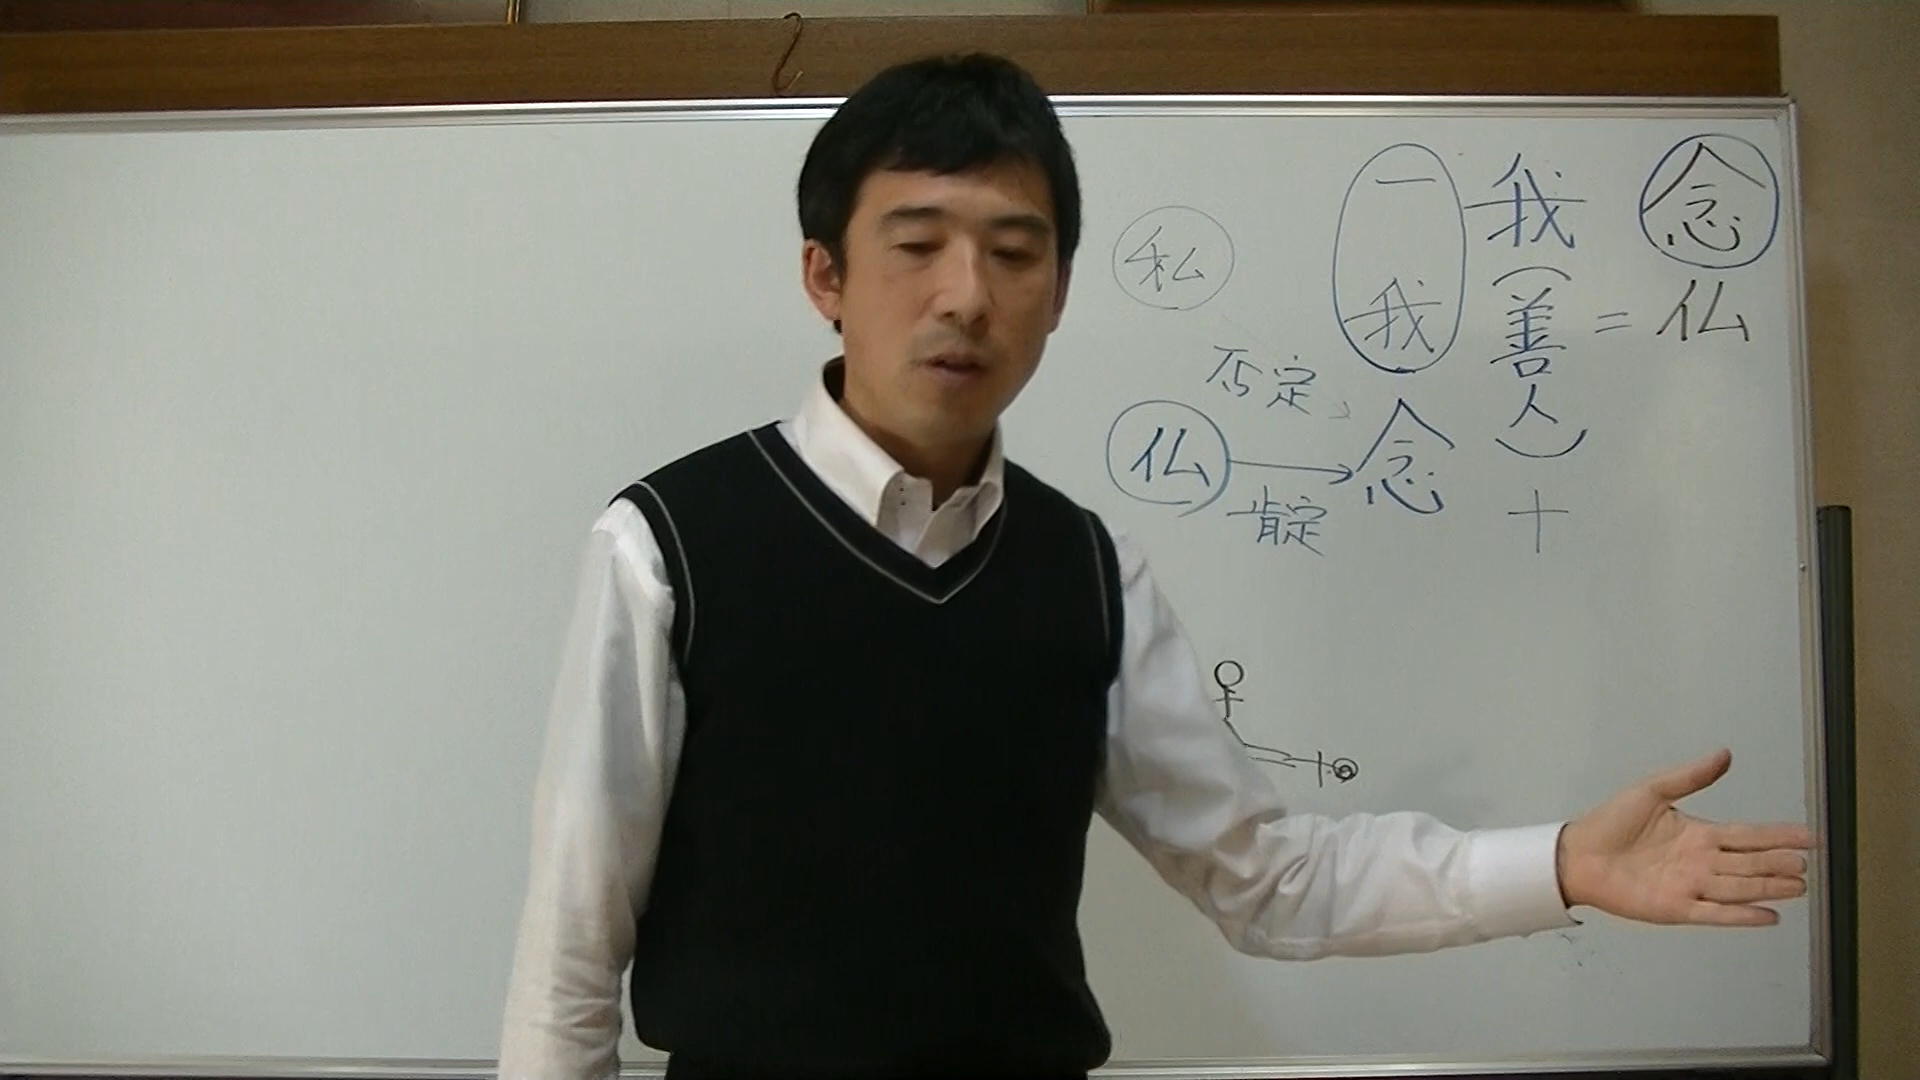 念仏
=
我(善人)+
一我
念
否定
肯定
私
仏